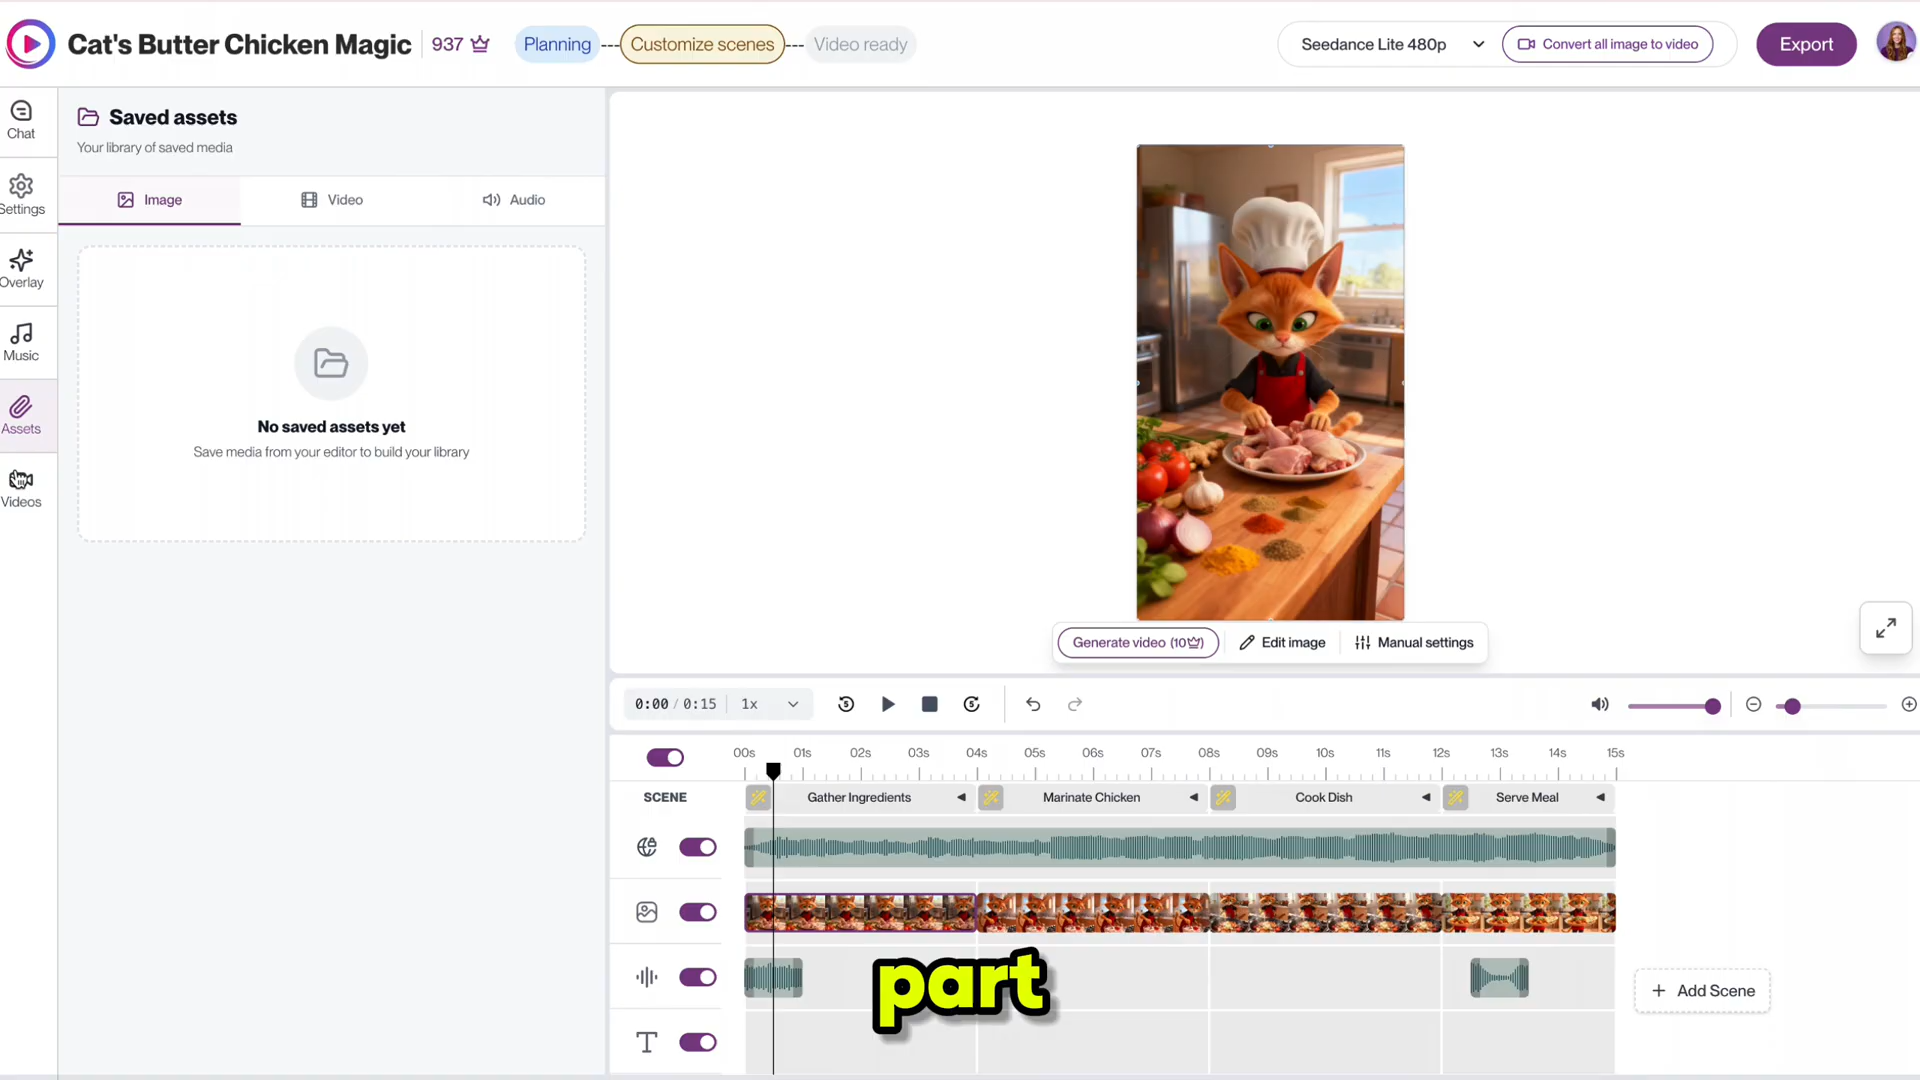 Cat's Butter Chicken Magic 937 Planning Customize scenes Video ready Seedance Lite 480p Convert all image to video Export
Chat
Settings
Overlay
Music
Assets
Videos
Saved assets
Your library of saved media
Image Video Audio
No saved assets yet
Save media from your editor to build your library
Generate video (10) Edit image Manual settings
0:00 / 0:15 1x 5 5
00s 01s 02s 03s 04s 05s 06s 07s 08s 09s 10s 11s 12s 13s 14s 15s
SCENE Gather Ingredients Marinate Chicken Cook Dish Serve Meal
part
+ Add Scene